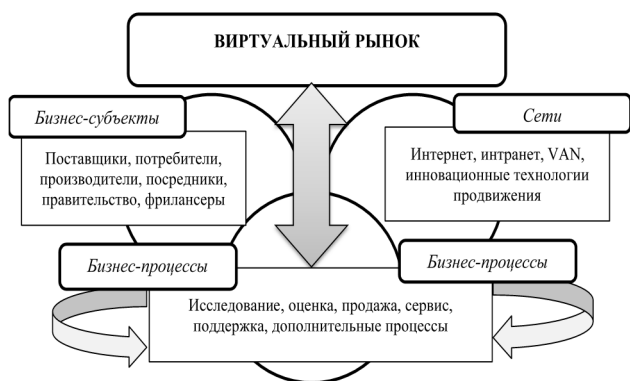 ВИРТУАЛЬНЫЙ РЫНОК
Бизнес-субъекты
Поставщики, потребители,
производители, посредники,
правительство, фрилансеры
Сети
Интернет, интранет, VAN,
инновационные технологии
продвижения
Бизнес-процессы
Бизнес-процессы
Исследование, оценка, продажа, сервис,
поддержка, дополнительные процессы